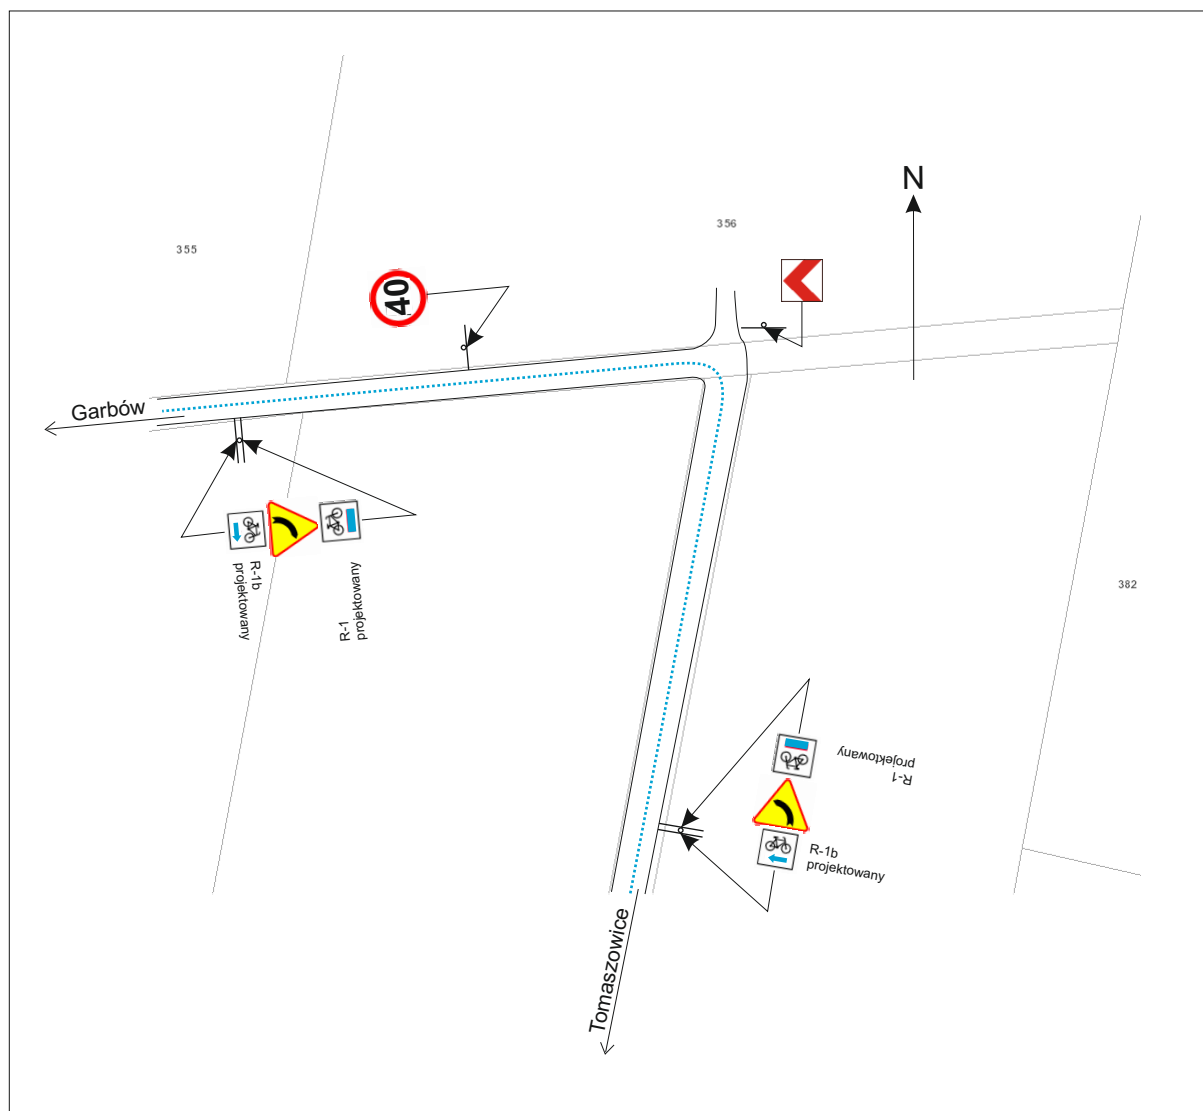 N
356
355
40
Garbów
R-1b
projektowany
R-1
projektowany
382
R-1
projektowany
R-1b
projektowany
Tomaszowice